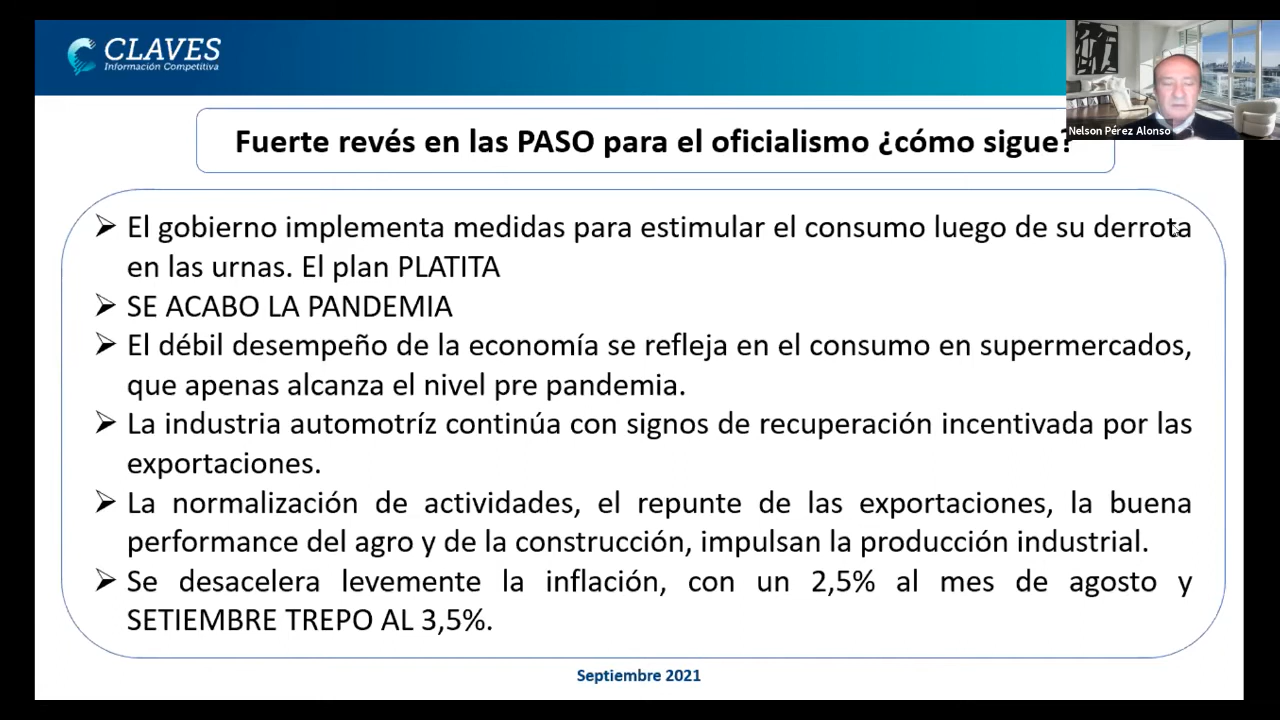 CLAVES
Información Competitiva
Nelson Pérez Alonso
Fuerte revés en las PASO para el oficialismo ¿cómo sigue?
➢ El gobierno implementa medidas para estimular el consumo luego de su derrota
en las urnas. El plan PLATITA
➢ SE ACABO LA PANDEMIA
➢ El débil desempeño de la economía se refleja en el consumo en supermercados,
que apenas alcanza el nivel pre pandemia.
➢ La industria automotríz continúa con signos de recuperación incentivada por las
exportaciones.
➢ La normalización de actividades, el repunte de las exportaciones, la buena
performance del agro y de la construcción, impulsan la producción industrial.
➢ Se desacelera levemente la inflación, con un 2,5% al mes de agosto y
SETIEMBRE TREPO AL 3,5%.
Septiembre 2021